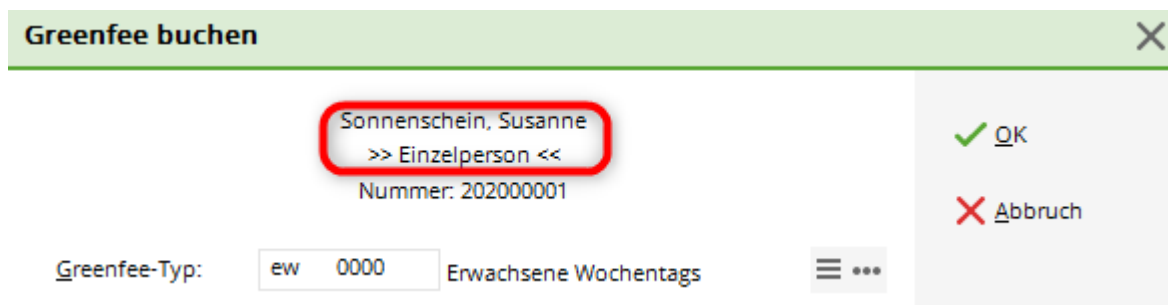 Greenfee buchen
Sonnenschein, Susanne
>> Einzelperson <<
Nummer: 202000001
OK
Abbruch
Greenfee-Typ: ew 0000 Erwachsene Wochentags